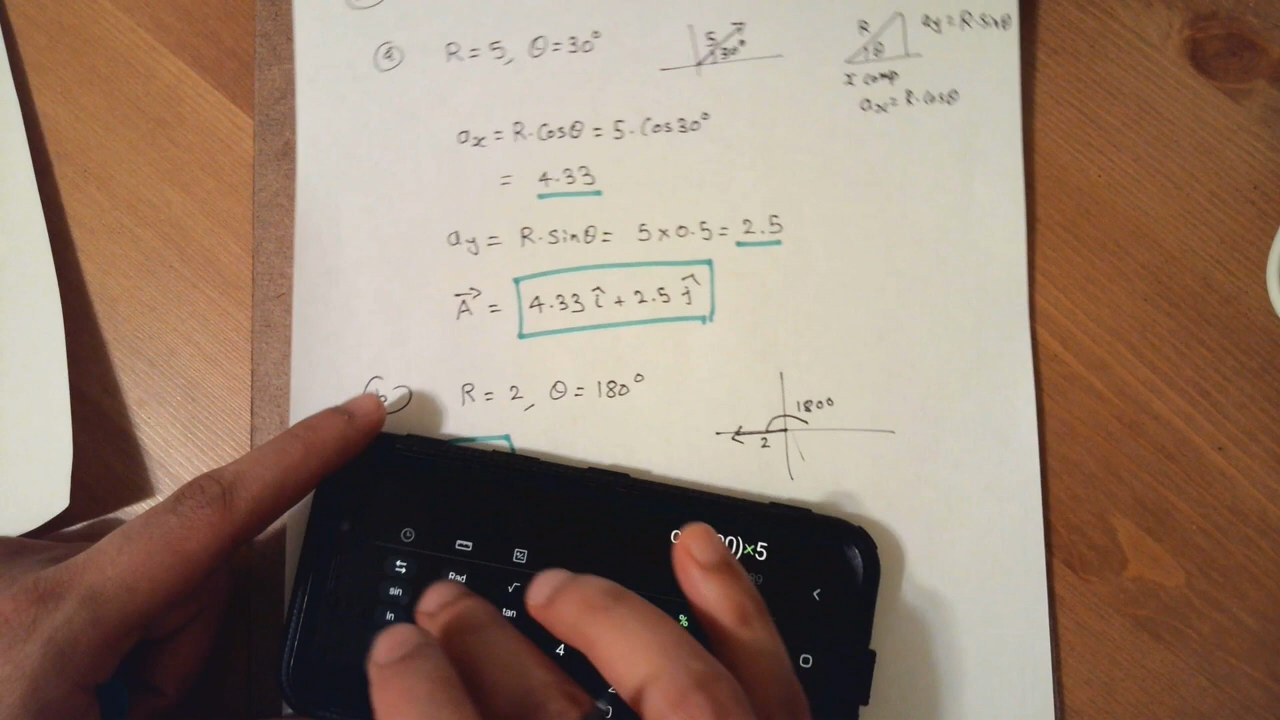 ⓐ R = 5, θ = 30°
5 30°
R θ ay = R·sinθ
x comp
ax = R·cosθ
ax = R·Cosθ = 5·Cos30°
= 4.33
ay = R·sinθ = 5×0.5 = 2.5
A⃗ = 4.33 î + 2.5 ĵ
R = 2, θ = 180°
180°
2
)×5
Rad √
sin tan %
ln 4